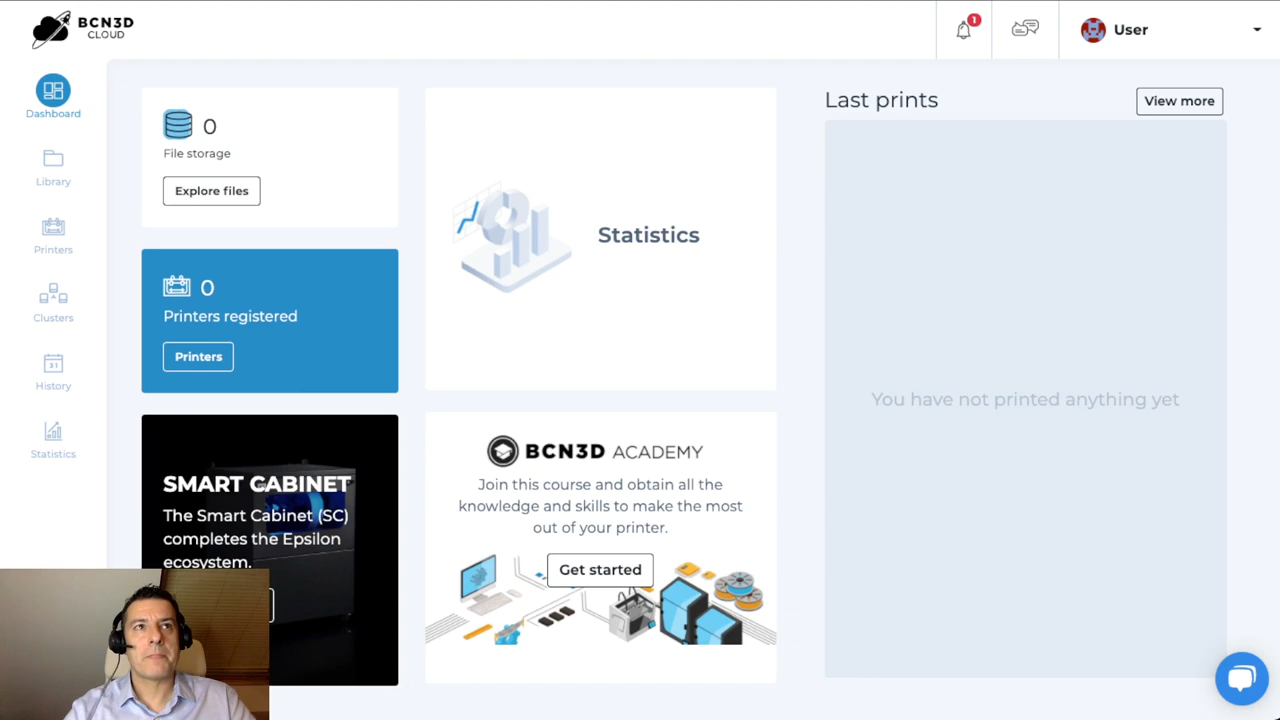 BCN3D
CLOUD
1
User
Dashboard
Library
Printers
Clusters
31
History
Statistics
0
File storage
Explore files
0
Printers registered
Printers
SMART CABINET
The Smart Cabinet (SC)
completes the Epsilon
ecosystem.
Statistics
BCN3D ACADEMY
Join this course and obtain all the
knowledge and skills to make the most
out of your printer.
Get started
Last prints
View more
You have not printed anything yet